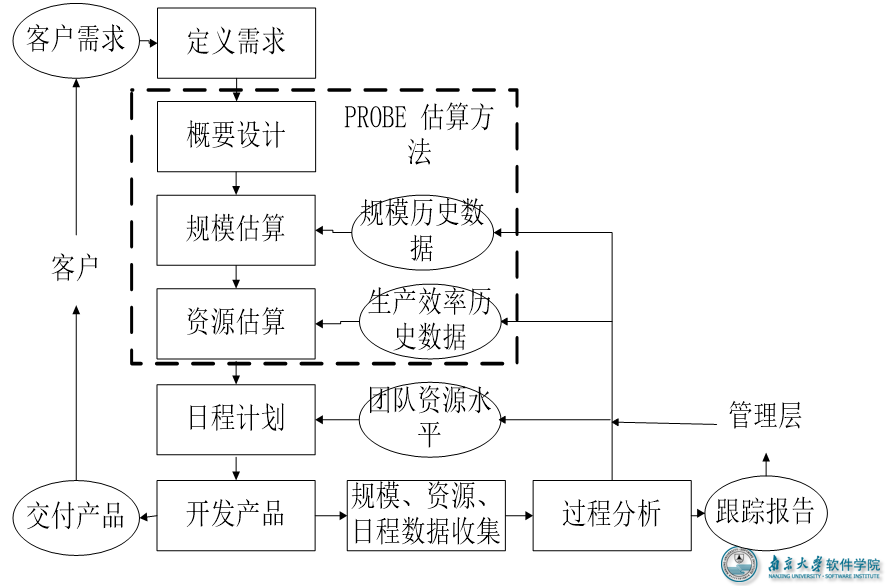 客户需求
定义需求
概要设计
PROBE 估算方
法
规模估算
规模历史数
据
客户
资源估算
生产效率历
史数据
日程计划
团队资源水
平
管理层
交付产品
开发产品
规模、资源、
日程数据收集
过程分析
跟踪报告
南京大学软件学院
NANJING UNIVERSITY · SOFTWARE INSTITUTE